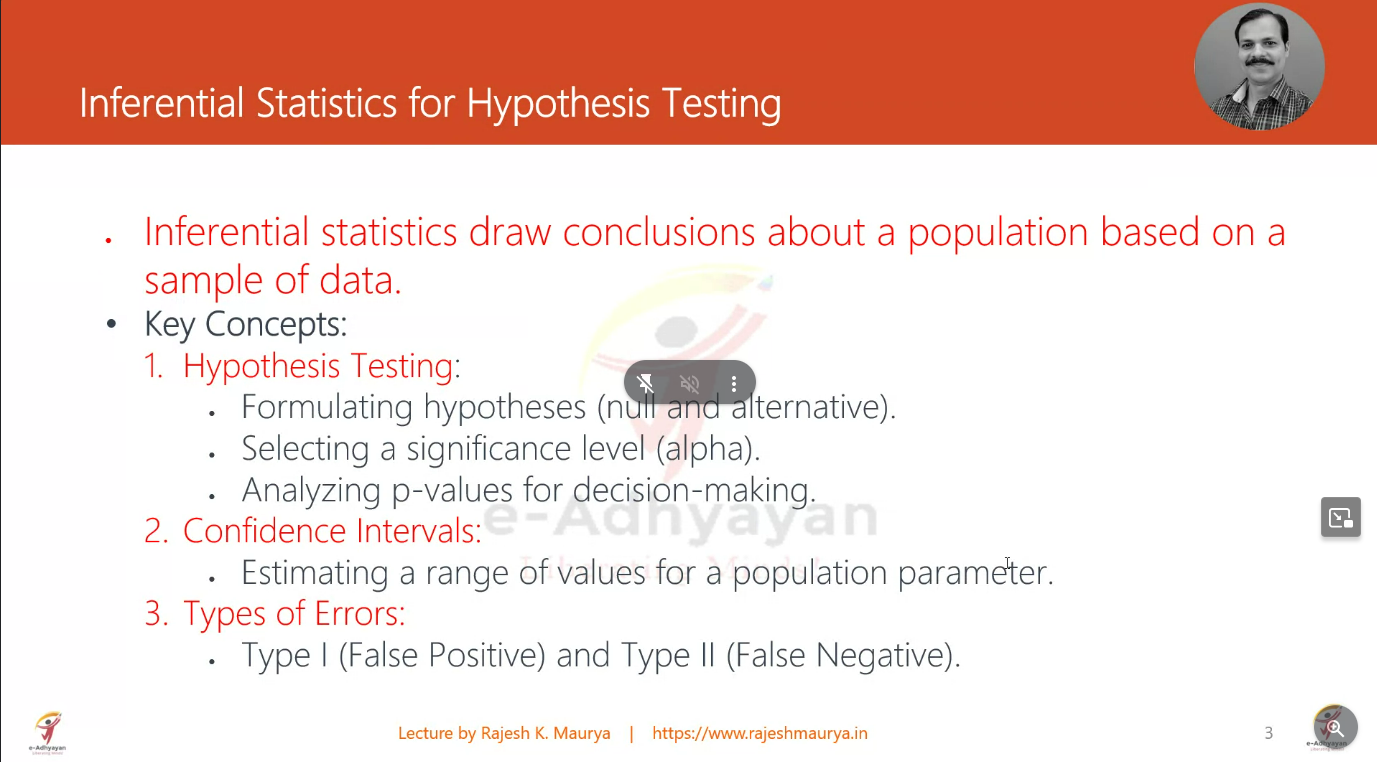 Inferential Statistics for Hypothesis Testing
• Inferential statistics draw conclusions about a population based on a
sample of data.
• Key Concepts:
1. Hypothesis Testing:
• Formulating hypotheses (null and alternative).
• Selecting a significance level (alpha).
• Analyzing p-values for decision-making.
e-Adhyayan
2. Confidence Intervals:
Liberating Minds!
• Estimating a range of values for a population parameter.
3. Types of Errors:
• Type I (False Positive) and Type II (False Negative).
e-Adhyayan
Lecture by Rajesh K. Maurya | https://www.rajeshmaurya.in
3